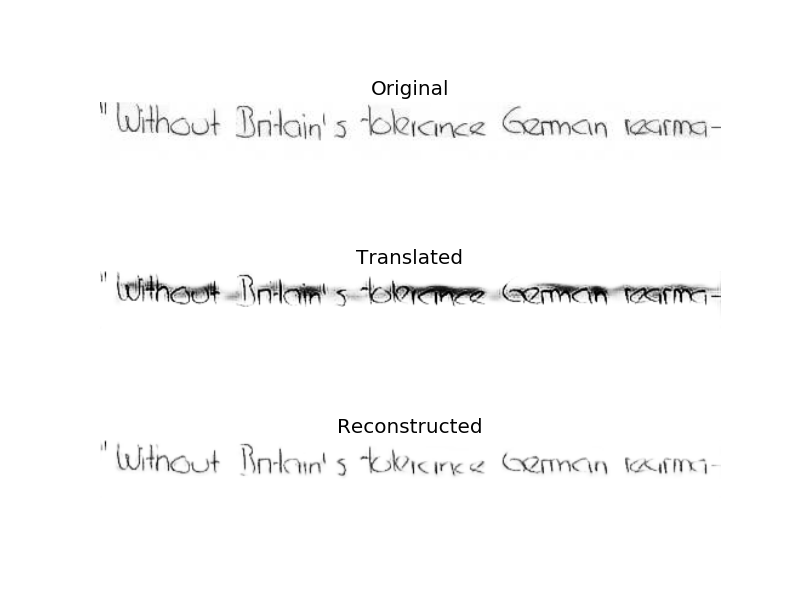 Original
"Without Britain's tolerance German rearma-
Translated
"Without Britain's tolerance German rearma-
Reconstructed
"Without Britain's tolerance German rearma-